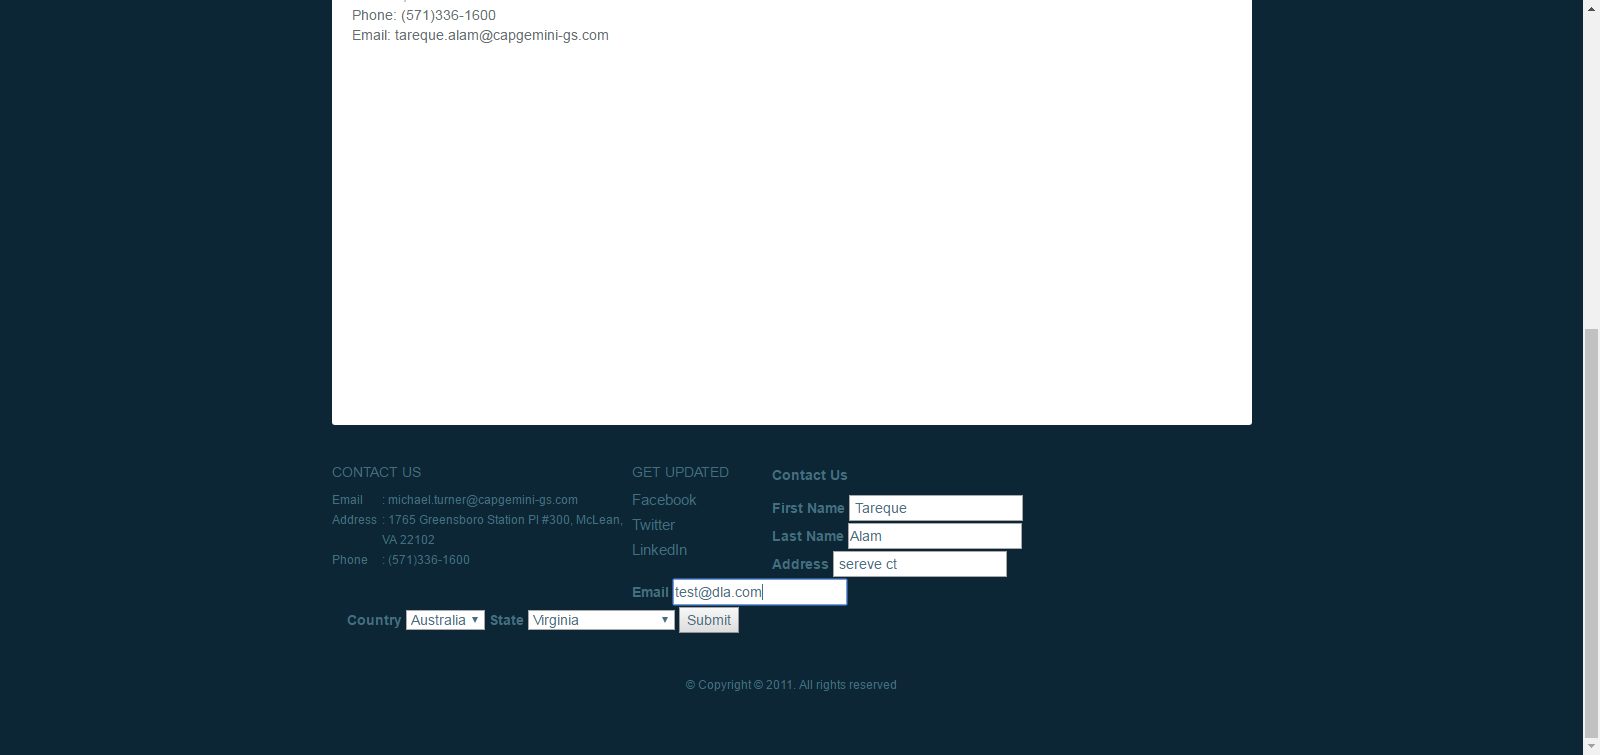 Phone: (571)336-1600
Email: tareque.alam@capgemini-gs.com
CONTACT US
Email : michael.turner@capgemini-gs.com
Address : 1765 Greensboro Station Pl #300, McLean,
VA 22102
Phone : (571)336-1600
GET UPDATED
Facebook
Twitter
LinkedIn
Contact Us
First Name Tareque
Last Name Alam
Address sereve ct
Email test@dla.com
Country Australia State Virginia Submit
© Copyright © 2011. All rights reserved